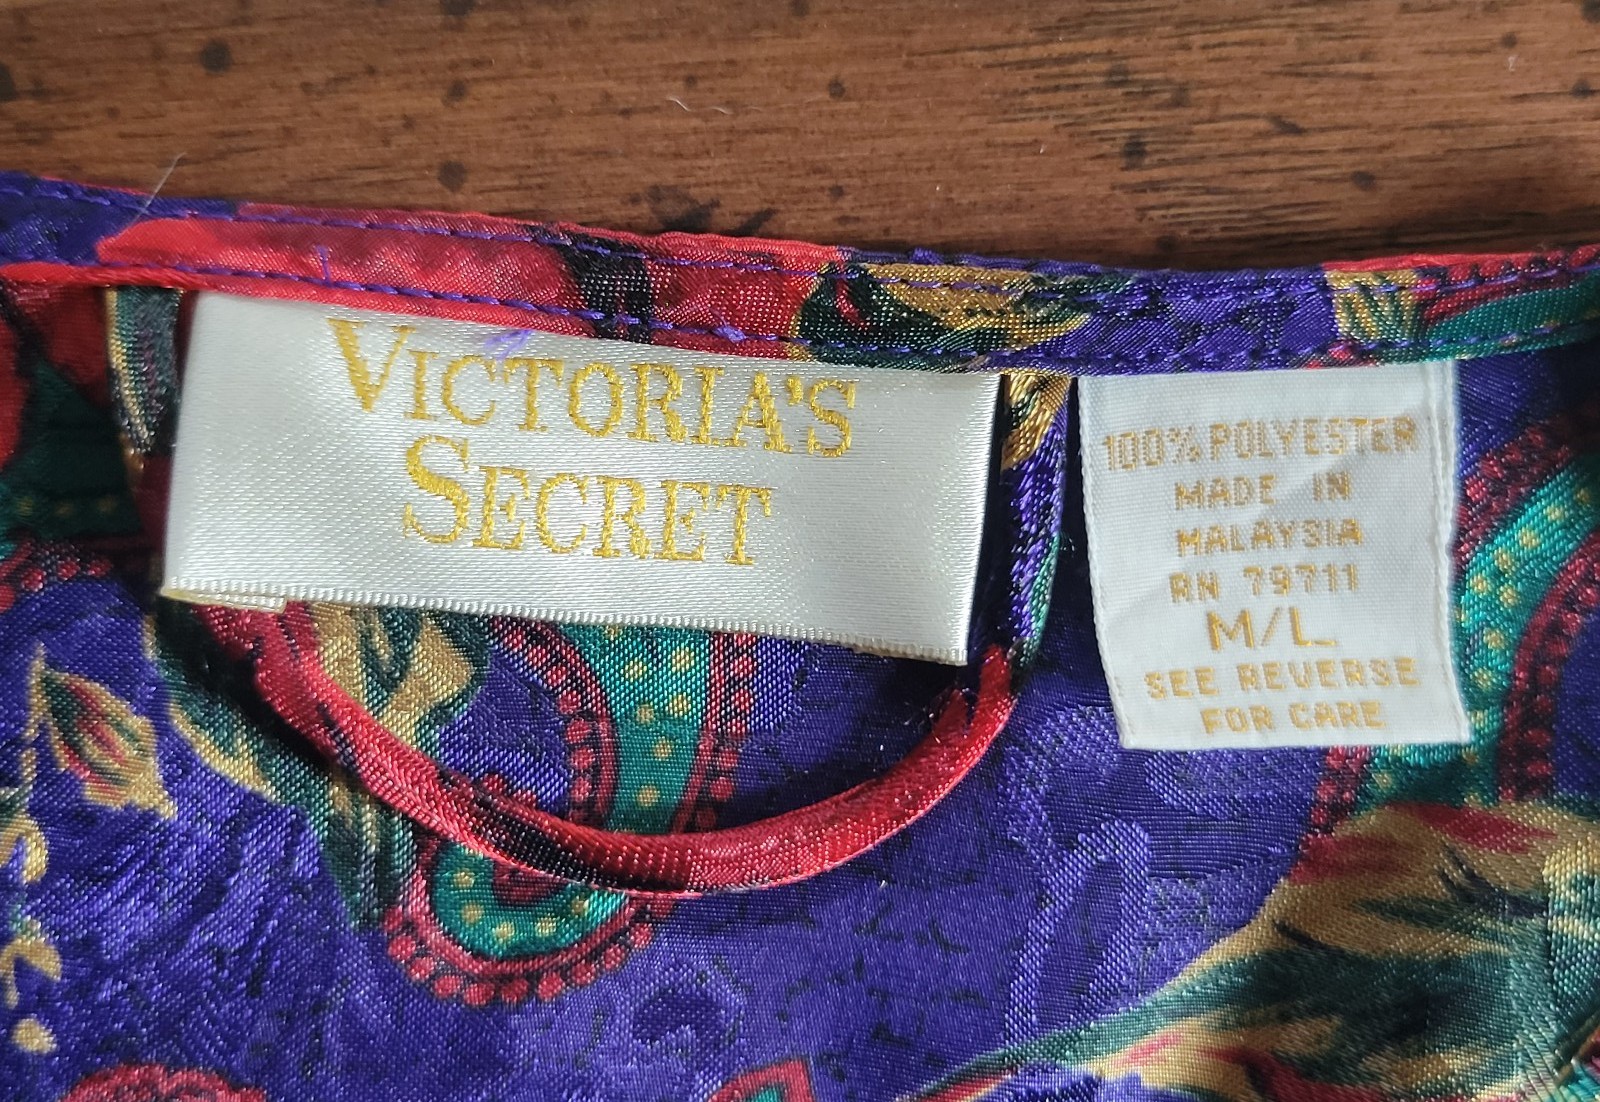 VICTORIA'S
SECRET
100% POLYESTER
MADE IN
MALAYSIA
RN 79711
M/L
SEE REVERSE
FOR CARE